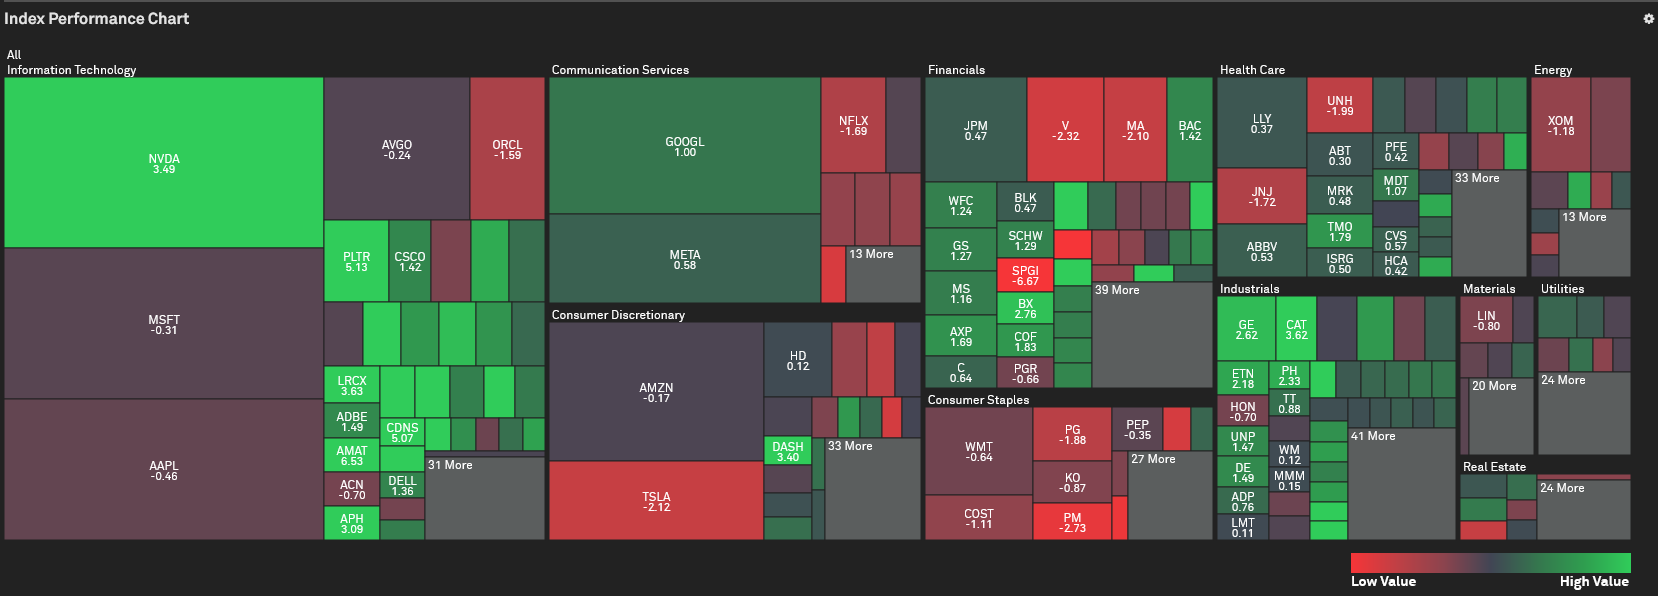 Index Performance Chart
All
Information Technology
NVDA
3.49
MSFT
-0.31
AAPL
-0.46
AVGO
-0.24
ORCL
-1.59
PLTR
5.13
CSCO
1.42
LRCX
3.63
ADBE
1.49
AMAT
6.53
ACN
-0.70
APH
3.09
CDNS
5.07
DELL
1.36
31 More
Communication Services
GOOGL
1.00
META
0.58
NFLX
-1.69
13 More
Consumer Discretionary
AMZN
-0.17
TSLA
-2.12
HD
0.12
DASH
3.40
33 More
Financials
JPM
0.47
V
-2.32
MA
-2.10
BAC
1.42
WFC
1.24
GS
1.27
MS
1.16
AXP
1.69
C
0.64
BLK
0.47
SCHW
1.29
SPGI
-6.67
BX
2.76
COF
1.83
PGR
-0.66
39 More
Consumer Staples
WMT
-0.64
COST
-1.11
PG
-1.88
KO
-0.87
PM
-2.73
PEP
-0.35
27 More
Health Care
LLY
0.37
JNJ
-1.72
ABBV
0.53
UNH
-1.99
ABT
0.30
MRK
0.48
TMO
1.79
ISRG
0.50
PFE
0.42
MDT
1.07
CVS
0.57
HCA
0.42
33 More
Industrials
GE
2.62
CAT
3.62
ETN
2.18
HON
-0.70
UNP
1.47
DE
1.49
ADP
0.76
LMT
0.11
PH
2.33
TT
0.88
WM
0.12
MMM
0.15
41 More
Energy
XOM
-1.18
13 More
Materials
LIN
-0.80
20 More
Utilities
24 More
Real Estate
24 More
Low Value
High Value